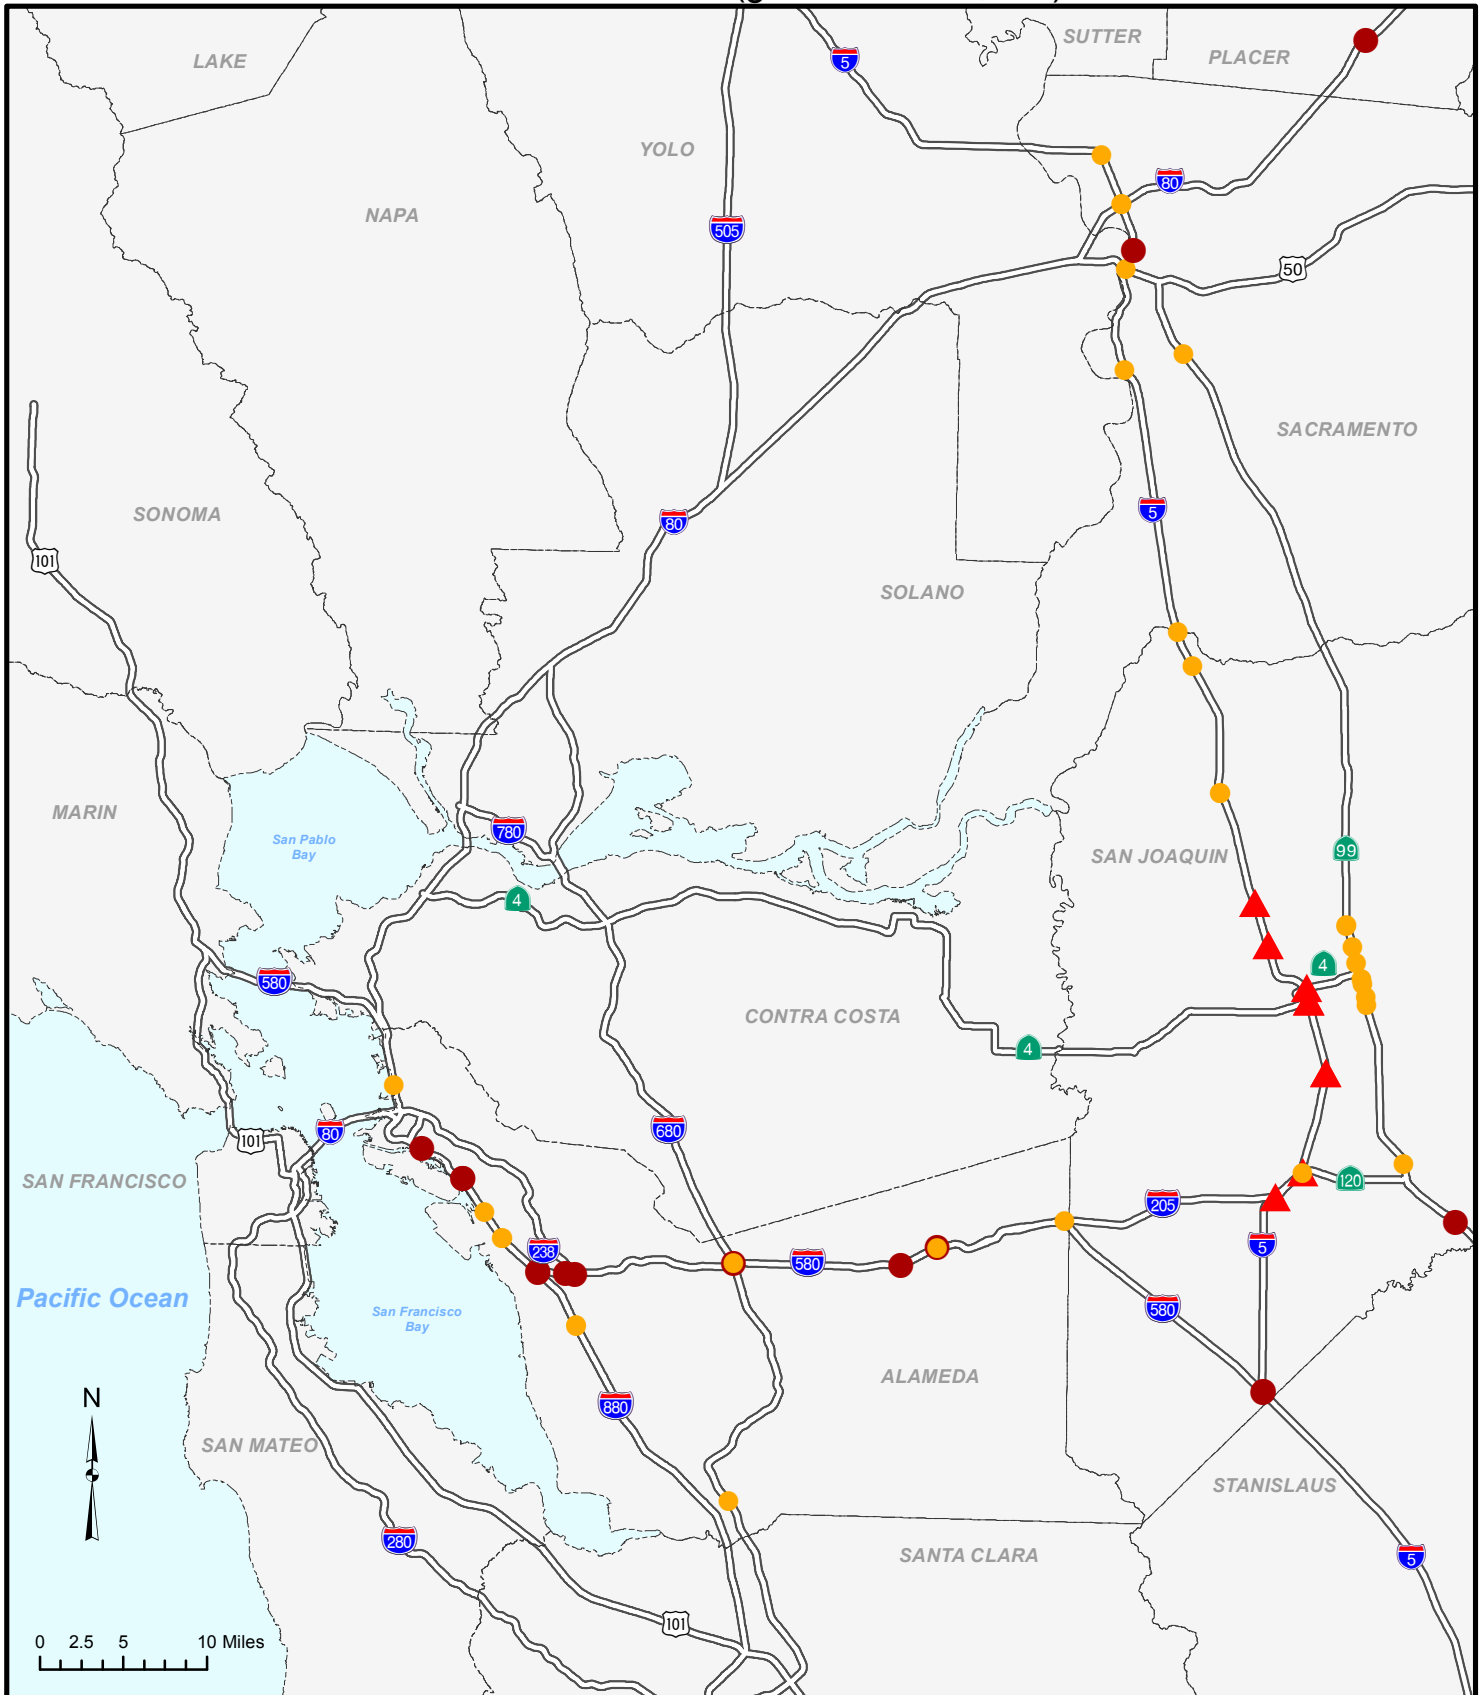 LAKE
SUTTER
PLACER
5
YOLO
80
NAPA
505
50
SACRAMENTO
SONOMA
5
80
101
SOLANO
MARIN
780
San Pablo
Bay
SAN JOAQUIN
99
4
4
580
CONTRA COSTA
4
680
80
101
SAN FRANCISCO
120
205
238
5
580
Pacific Ocean
580
San Francisco
Bay
ALAMEDA
N
880
SAN MATEO
STANISLAUS
280
SANTA CLARA
5
101
0 2.5 5 10 Miles